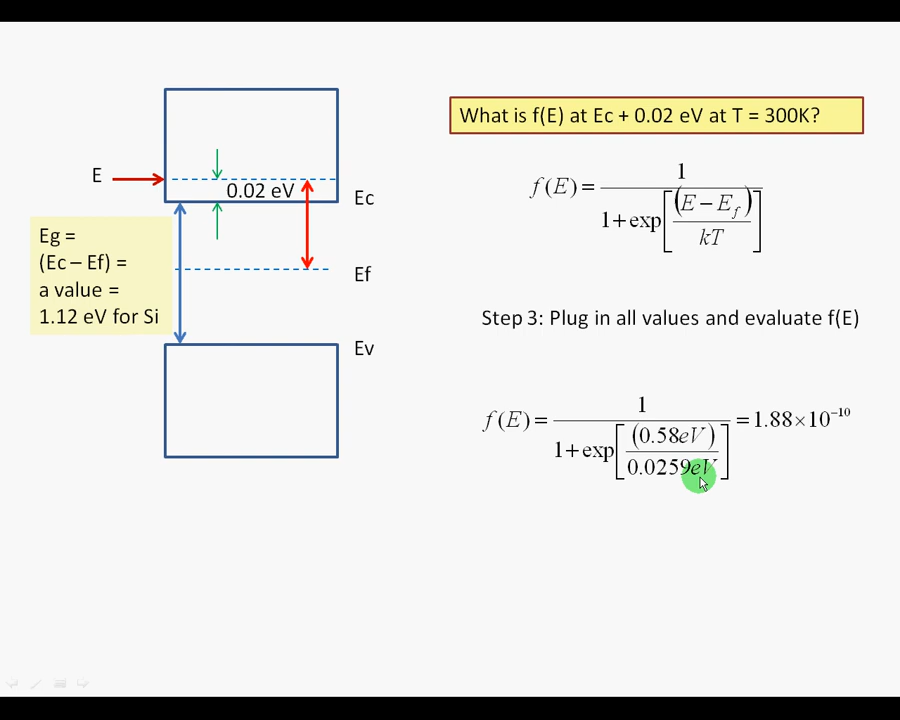 What is f(E) at Ec + 0.02 eV at T = 300K?
E
0.02 eV
Ec
f(E) = 1 / 1+exp[(E − E_f) / kT]
Eg =
(Ec – Ef) =
a value =
1.12 eV for Si
Ef
Step 3: Plug in all values and evaluate f(E)
Ev
f(E) = 1 / 1+exp[(0.58eV) / 0.0259eV] = 1.88×10⁻¹⁰